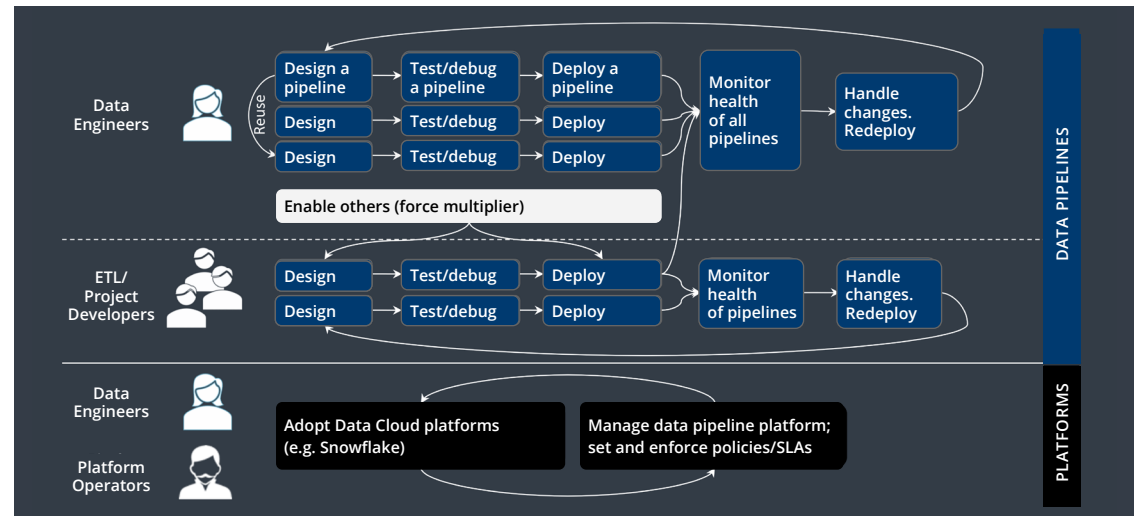 Data
Engineers
Reuse
Design a
pipeline
Test/debug
a pipeline
Deploy a
pipeline
Design
Test/debug
Deploy
Design
Test/debug
Deploy
Monitor
health
of all
pipelines
Handle
changes.
Redeploy
Enable others (force multiplier)
DATA PIPELINES
ETL/
Project
Developers
Design
Test/debug
Deploy
Design
Test/debug
Deploy
Monitor
health
of pipelines
Handle
changes.
Redeploy
Data
Engineers
Platform
Operators
Adopt Data Cloud platforms
(e.g. Snowflake)
Manage data pipeline platform;
set and enforce policies/SLAs
PLATFORMS